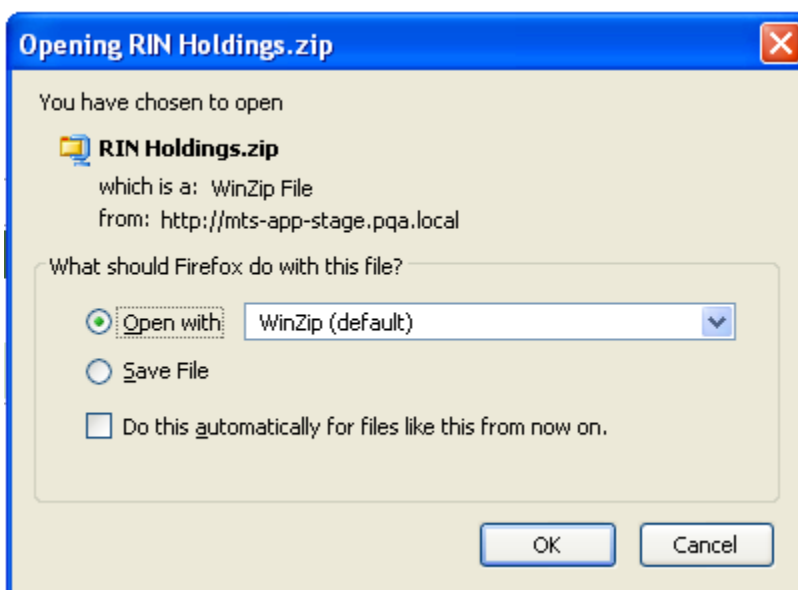 Opening RIN Holdings.zip
You have chosen to open
RIN Holdings.zip
which is a: WinZip File
from: http://mts-app-stage.pqa.local
What should Firefox do with this file?
Open with WinZip (default)
Save File
Do this automatically for files like this from now on.
OK Cancel